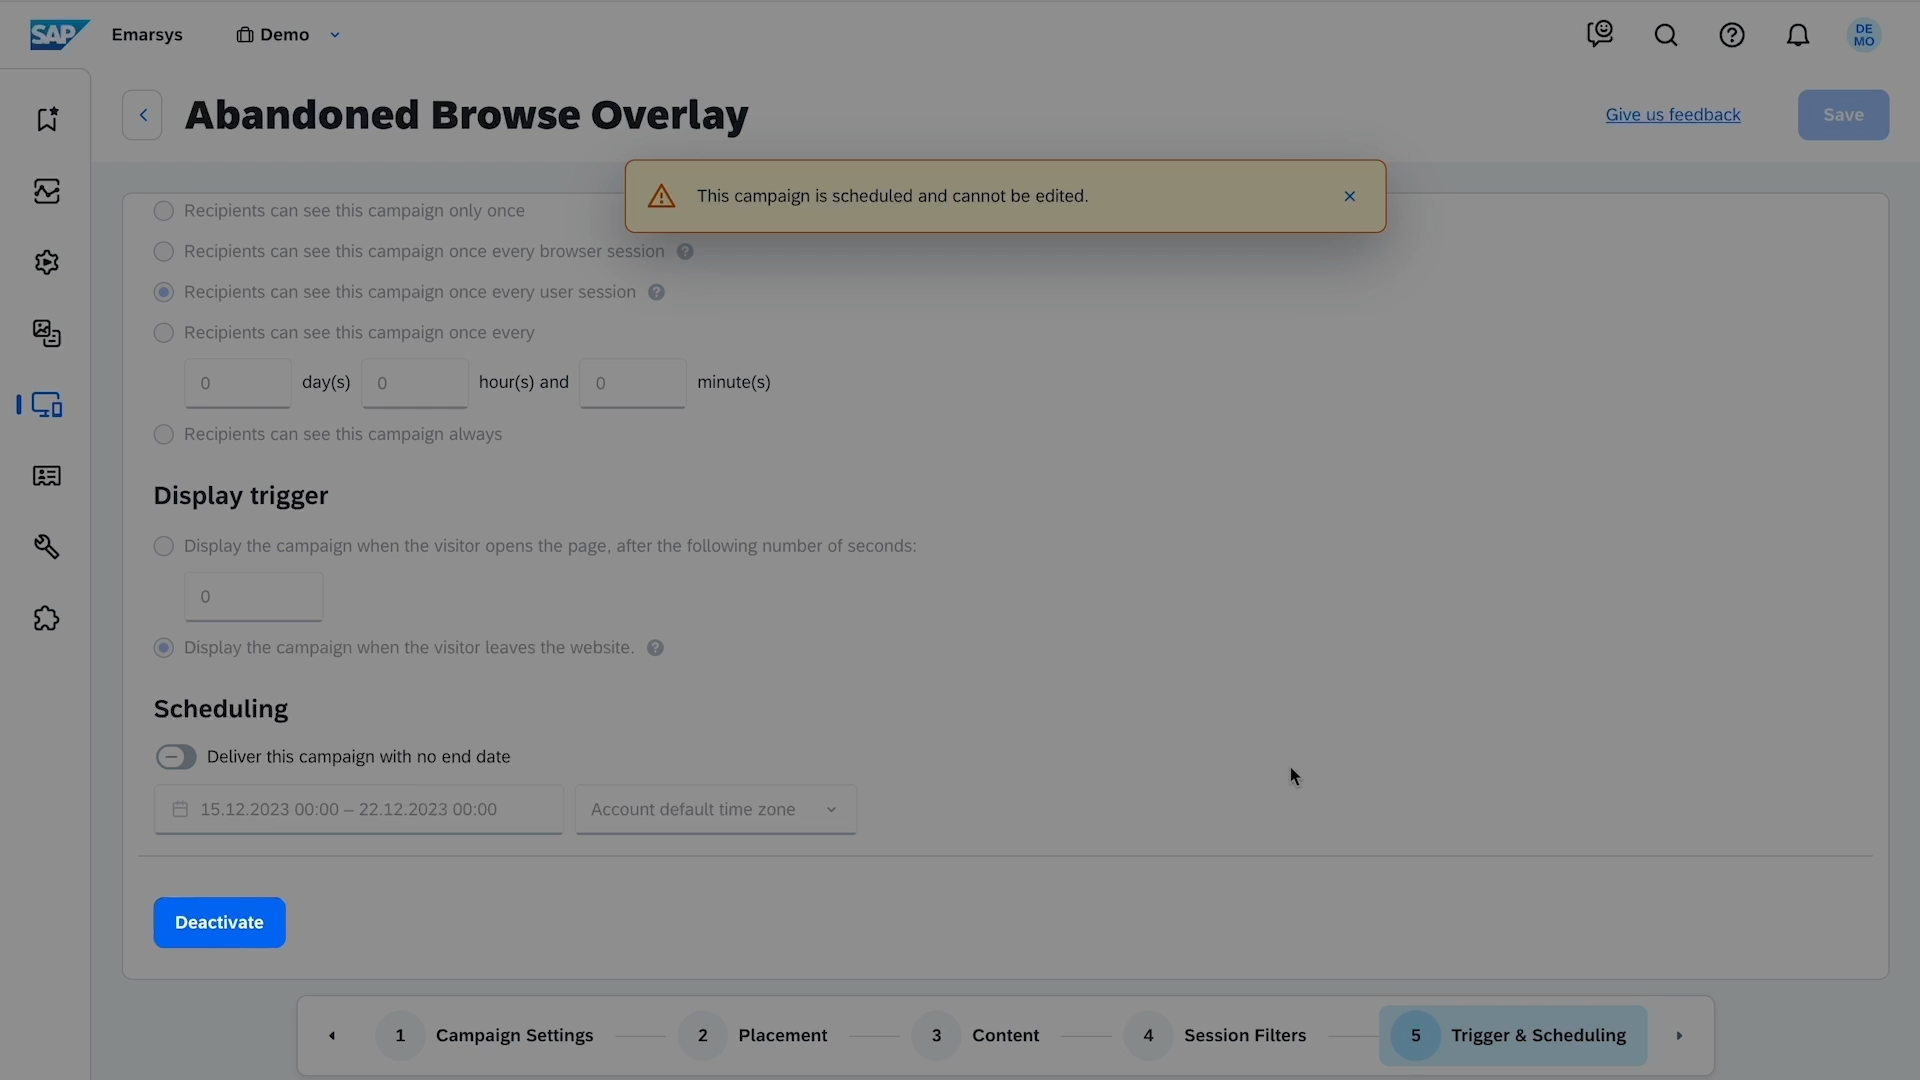 SAP Emarsys Demo DE
MO
Abandoned Browse Overlay Give us feedback Save
This campaign is scheduled and cannot be edited.
Recipients can see this campaign only once
Recipients can see this campaign once every browser session ?
Recipients can see this campaign once every user session ?
Recipients can see this campaign once every
0 day(s) 0 hour(s) and 0 minute(s)
Recipients can see this campaign always
Display trigger
Display the campaign when the visitor opens the page, after the following number of seconds:
0
Display the campaign when the visitor leaves the website. ?
Scheduling
Deliver this campaign with no end date
15.12.2023 00:00 – 22.12.2023 00:00 Account default time zone
Deactivate
1 Campaign Settings 2 Placement 3 Content 4 Session Filters 5 Trigger & Scheduling